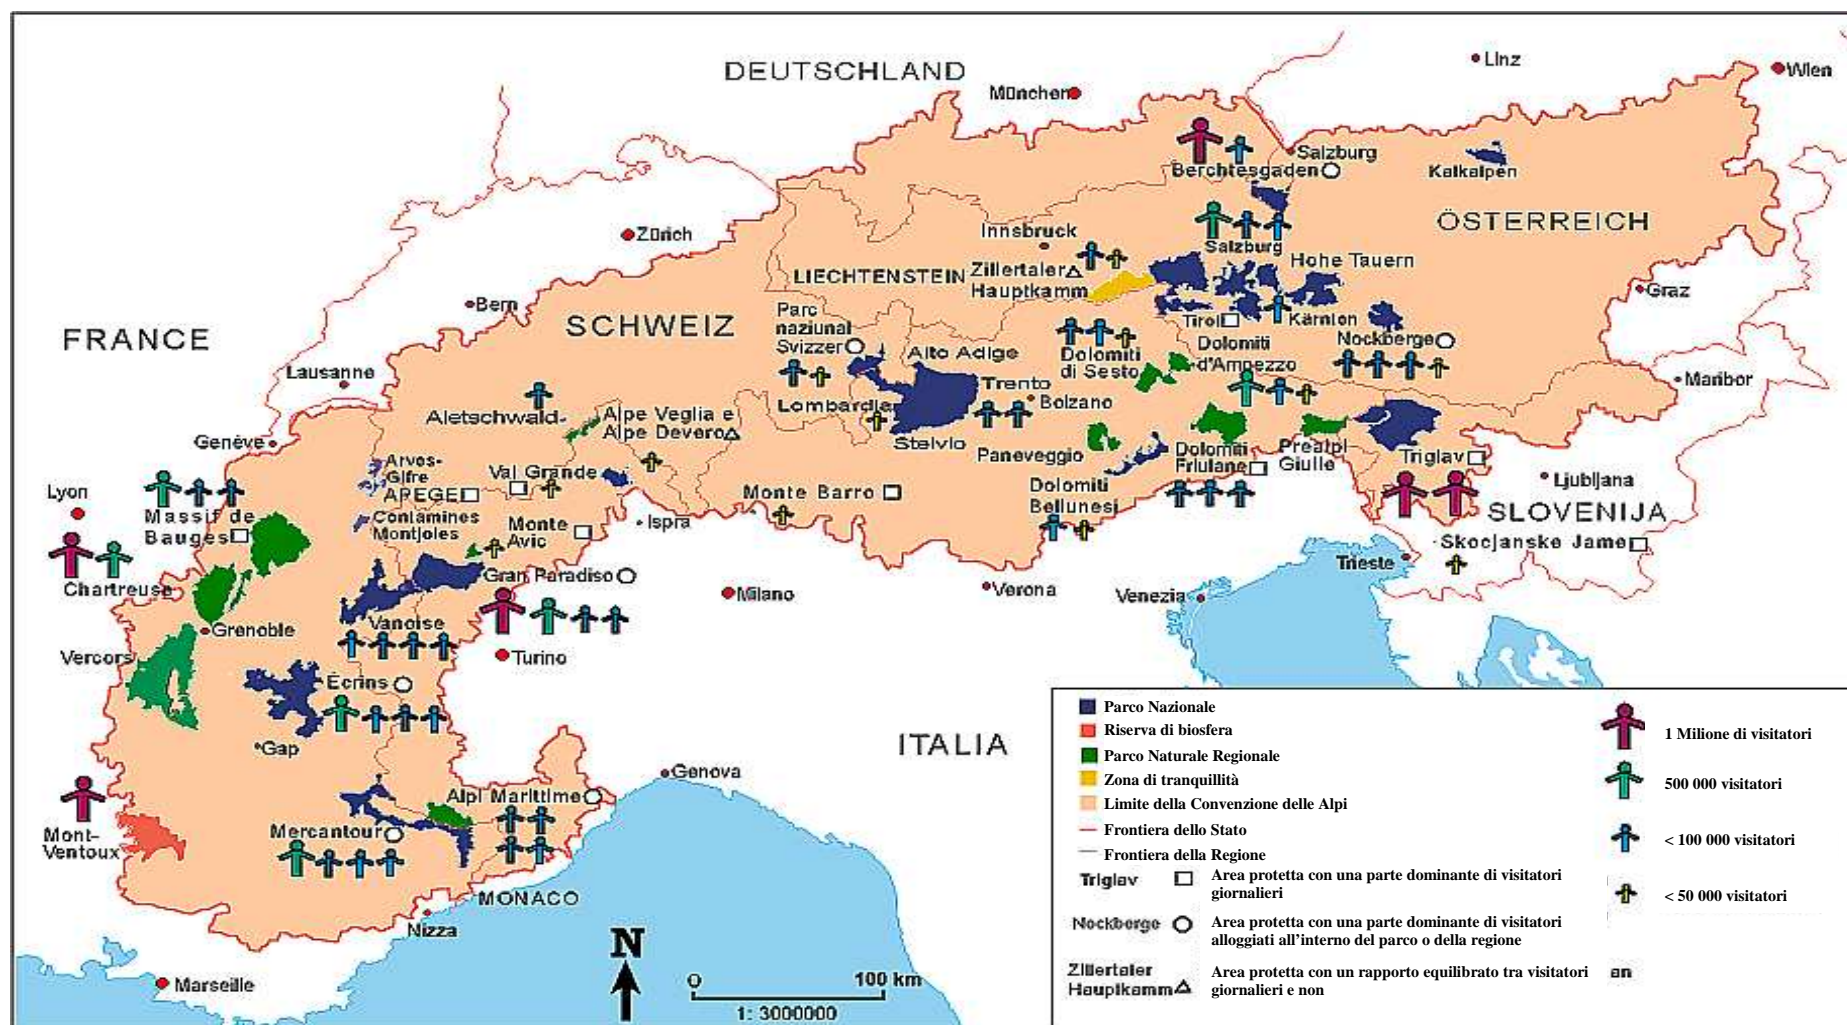 DEUTSCHLAND
München
Linz
Wien
Salzburg
Berchtesgaden
Kalkalpen
ÖSTERREICH
Zürich
Innsbruck
Salzburg
LIECHTENSTEIN
Zillertaler
Hauptkamm
Hohe Tauern
Graz
Bern
SCHWEIZ
FRANCE
Parc
naziunal
Svizzer
Tirol
Kärnten
Nockberge
Alto Adige
Dolomiti
di Sesto
Dolomiti
d'Ampezzo
Lausanne
Maribor
Trento
Bolzano
Lombardia
Stelvio
Aletschwald
Alpe Veglia e
Alpe Devero
Genève
Paneveggio
Dolomiti
Friulane
Prealpi
Giulie
Triglav
Ljubljana
SLOVENIJA
Arves-
Gifre
APEGE
Val Grande
Lyon
Massif de
Bauges
Contamines
Montjoles
Monte
Avic
Ispra
Monte Barro
Dolomiti
Bellunesi
Skocjanske Jame
Trieste
Chartreuse
Gran Paradiso
Milano
Verona
Venezia
Grenoble
Vanoise
Vercors
Turino
Écrins
Gap
ITALIA
Genova
Alpi Marittime
Mercantour
Mont-
Ventoux
MONACO
Nizza
Marseille
N
0 100 km
1: 3000000
Parco Nazionale
Riserva di biosfera
Parco Naturale Regionale
Zona di tranquillità
Limite della Convenzione delle Alpi
Frontiera dello Stato
Frontiera della Regione
Triglav Area protetta con una parte dominante di visitatori
giornalieri
Nockberge Area protetta con una parte dominante di visitatori
alloggiati all'interno del parco o della regione
Zillertaler Area protetta con un rapporto equilibrato tra visitatori
Hauptkamm giornalieri e non
1 Milione di visitatori
500 000 visitatori
< 100 000 visitatori
< 50 000 visitatori
an